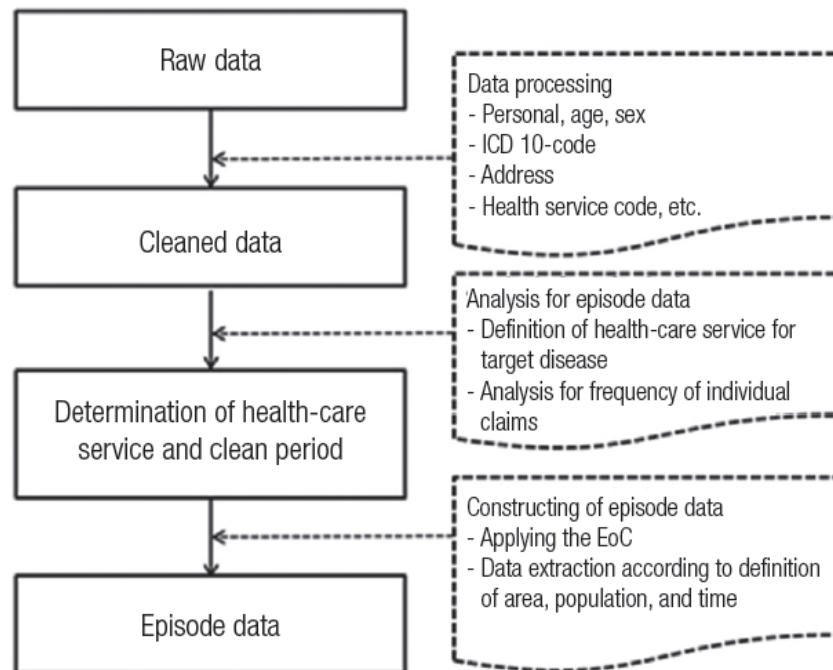 Raw data
Data processing
- Personal, age, sex
- ICD 10-code
- Address
- Health service code, etc.
Cleaned data
Analysis for episode data
- Definition of health-care service for
target disease
- Analysis for frequency of individual
claims
Determination of health-care
service and clean period
Constructing of episode data
- Applying the EoC
- Data extraction according to definition
of area, population, and time
Episode data